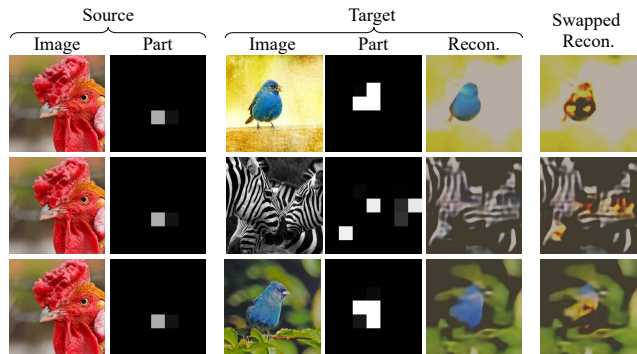 Source
Target
Swapped
Recon.
Image
Part
Image
Part
Recon.